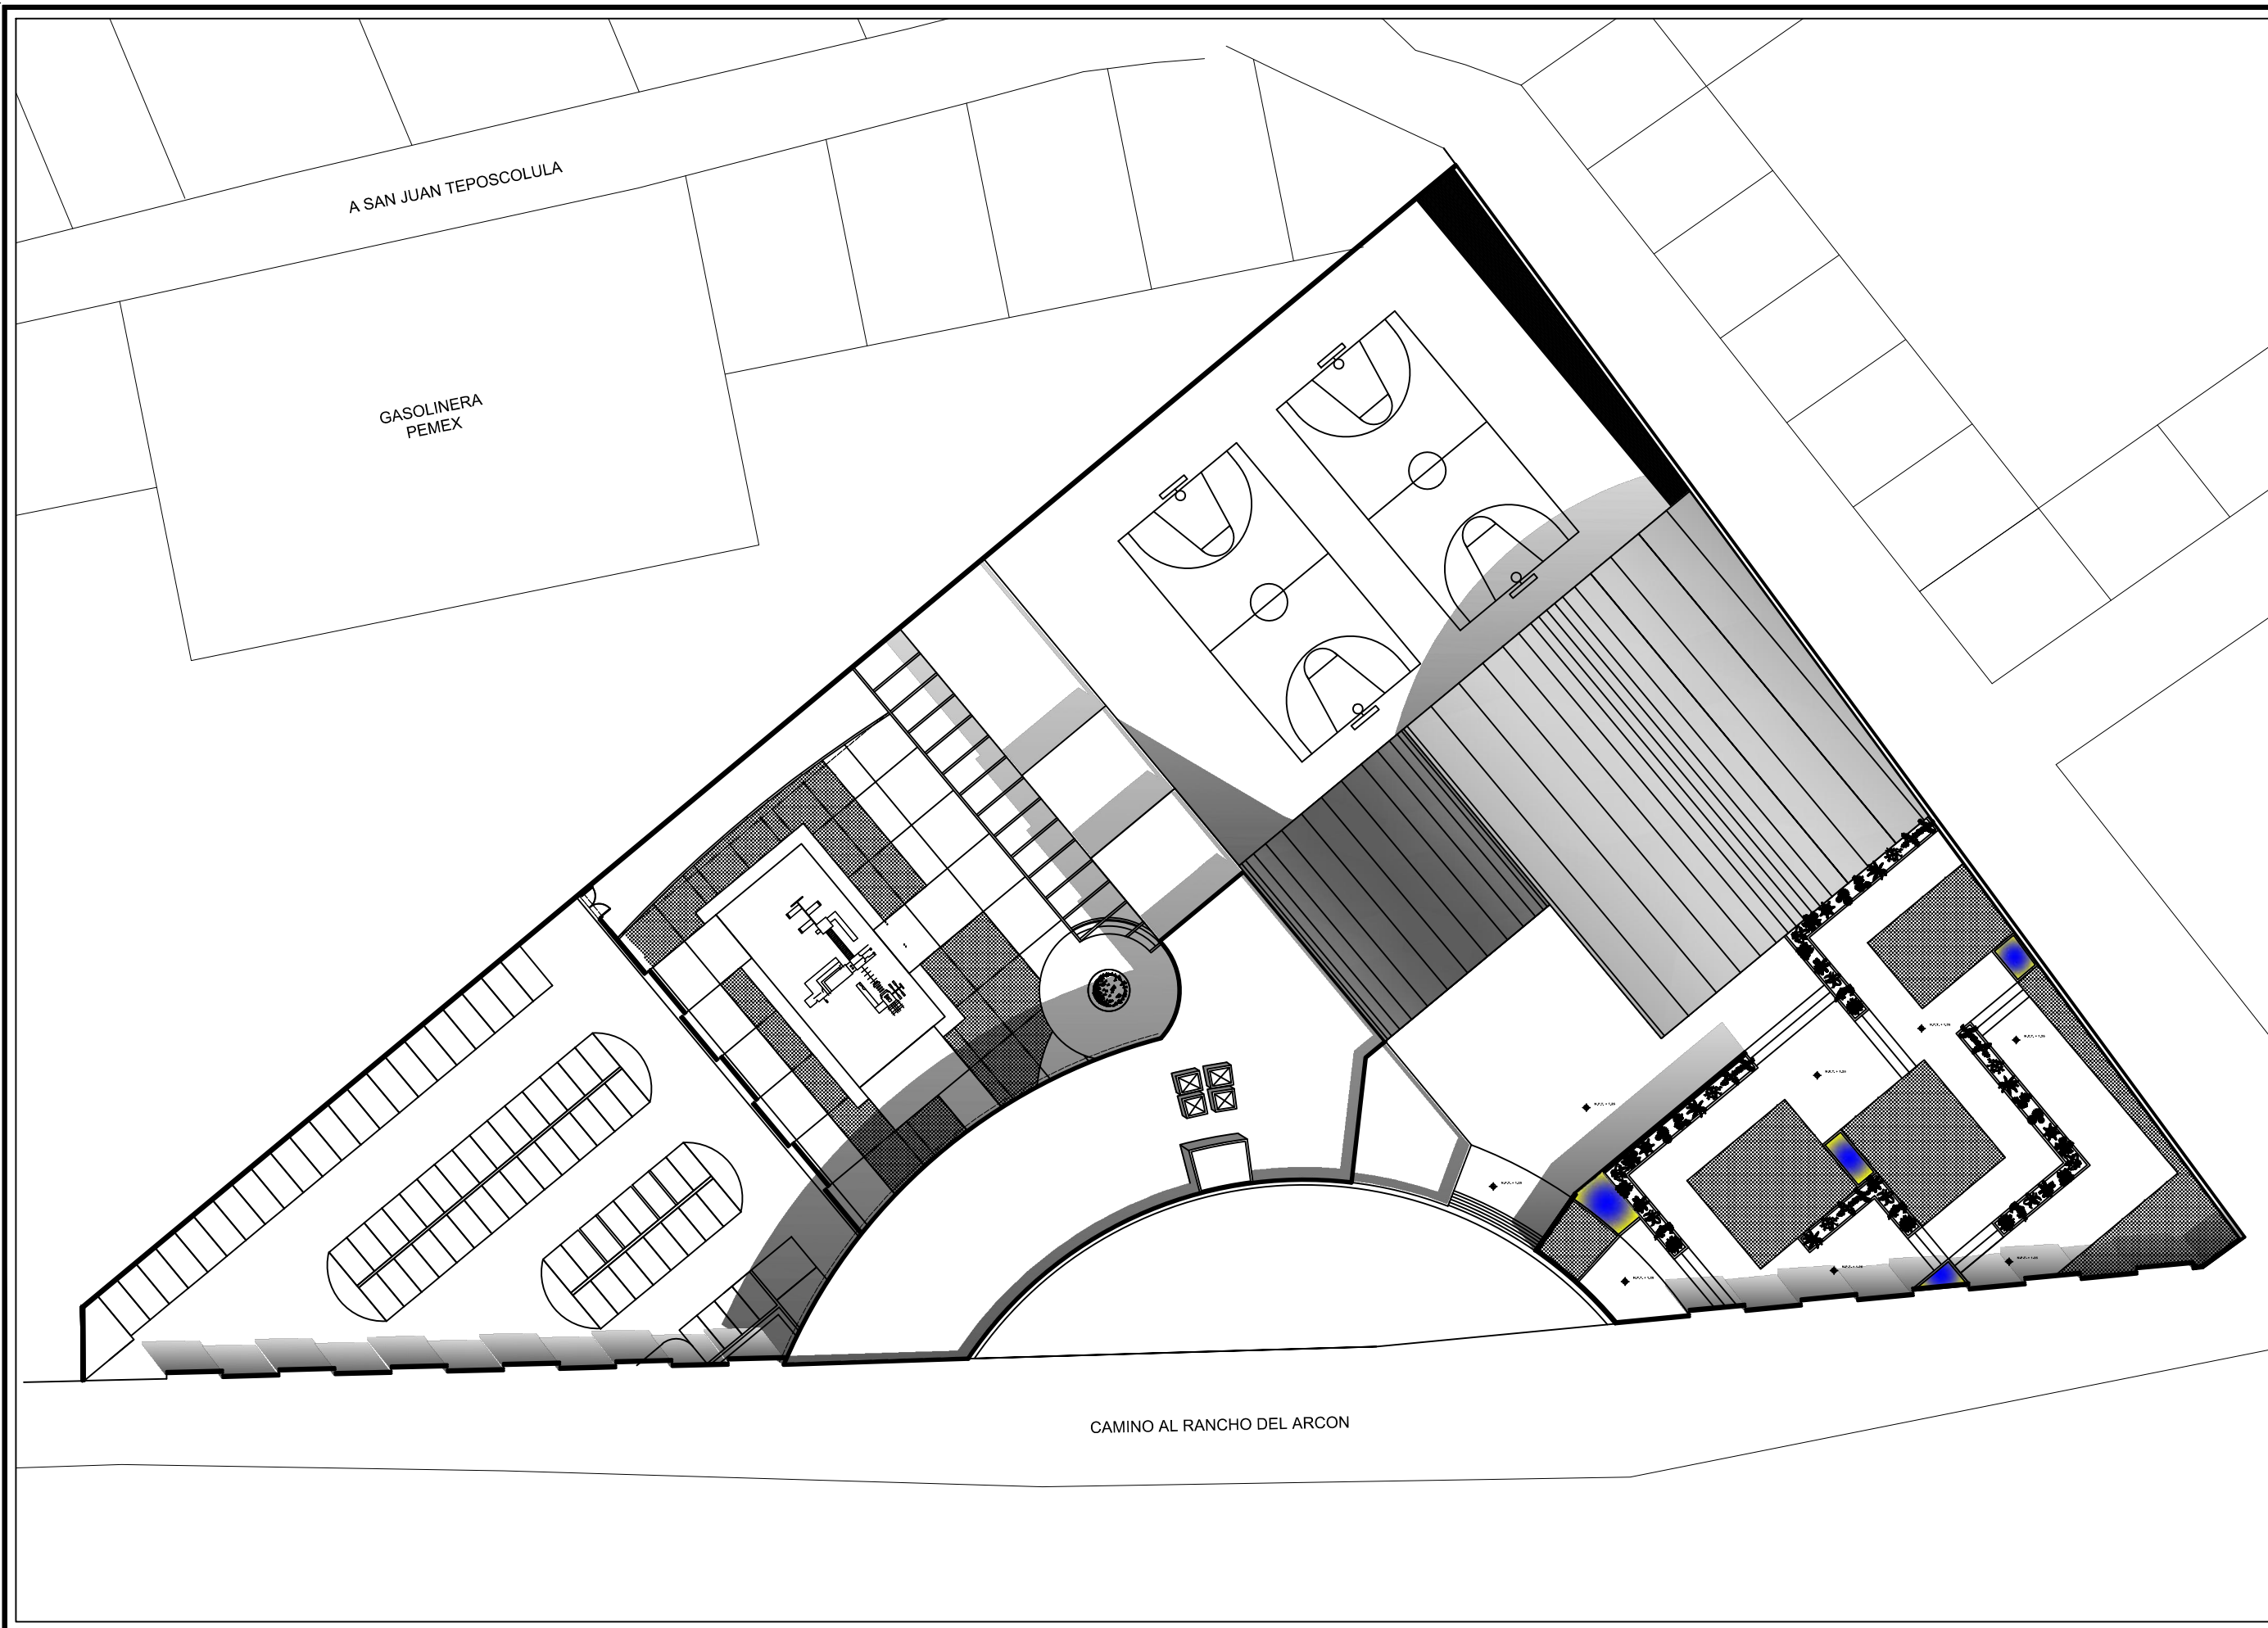 A SAN JUAN TEPOSCOLULA
GASOLINERA
PEMEX
CAMINO AL RANCHO DEL ARCON